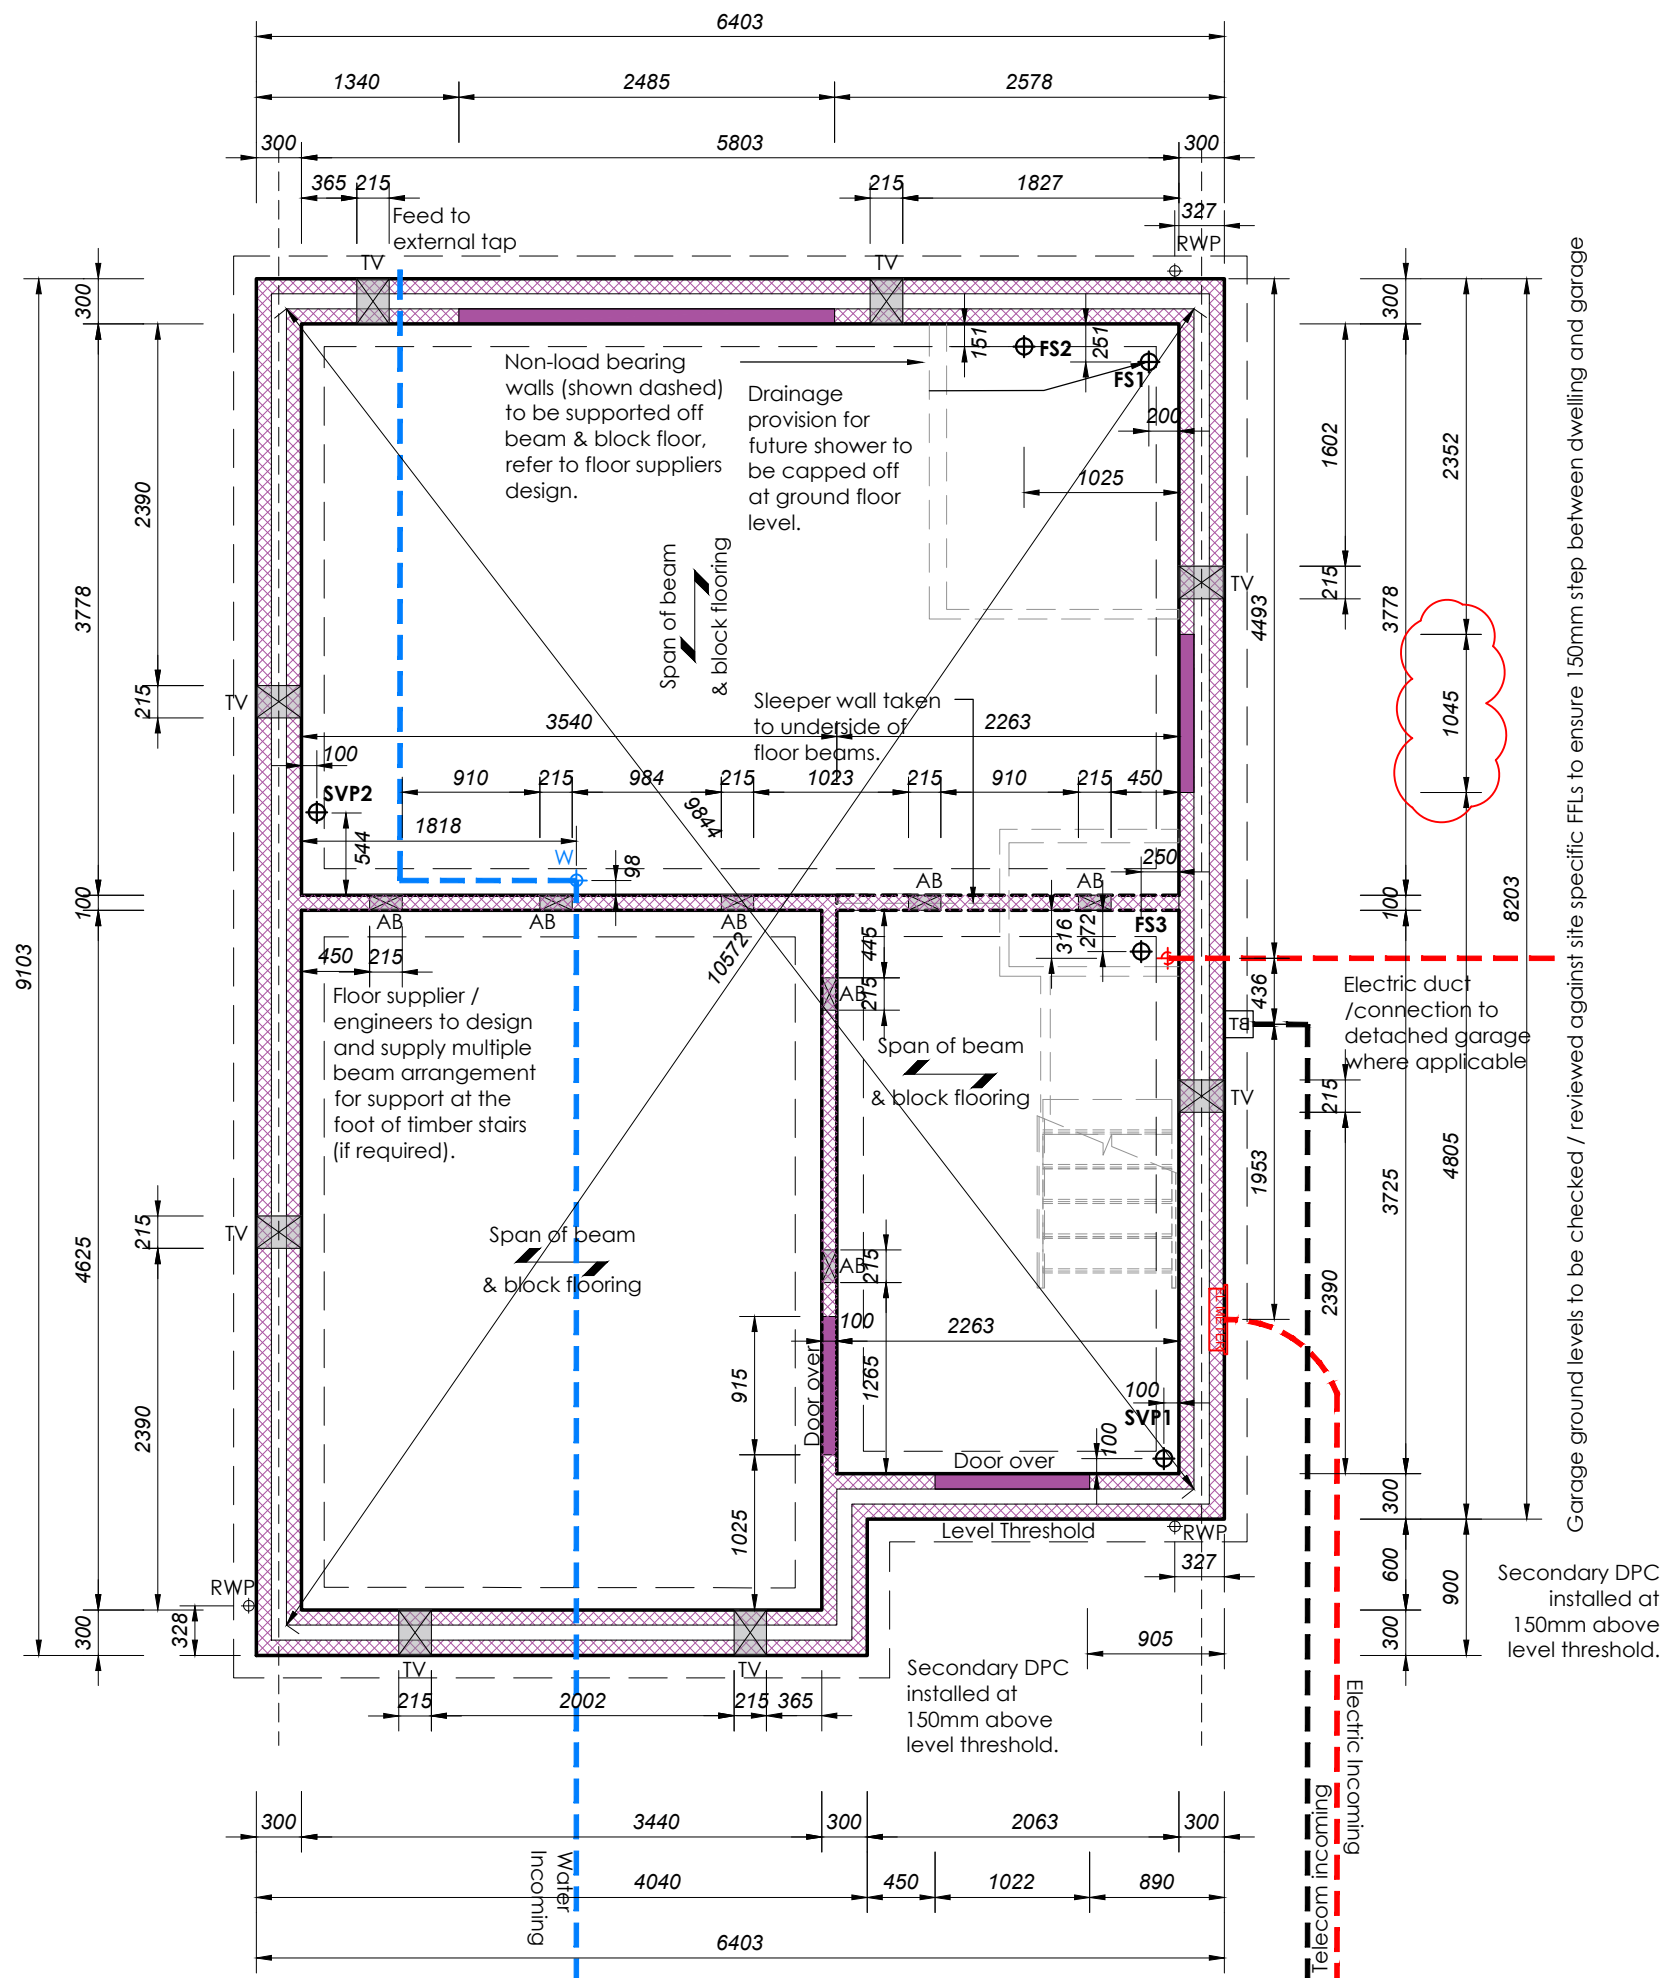 6403
1340
2485
2578
300
5803
300
365
215
215
1827
327
Feed to
external tap
TV
TV
RWP
300
3778
100
4625
300
9103
2390
215
215
2390
328
TV
TV
RWP
Non-load bearing
walls (shown dashed)
to be supported off
beam & block floor,
refer to floor suppliers
design.
Drainage
provision for
future shower to
be capped off
at ground floor
level.
151
FS2
251
FS1
200
1025
Span of beam
& block flooring
Sleeper wall taken
to underside of
floor beams.
3540
2263
100
SVP2
910
215
984
215
1023
215
910
215
450
544
1818
9844
W
98
250
AB
AB
AB
AB
AB
450
215
10572
445
215
AB
316
272
FS3
Floor supplier /
engineers to design
and supply multiple
beam arrangement
for support at the
foot of timber stairs
(if required).
Span of beam
& block flooring
Span of beam
& block flooring
AB
215
100
2263
915
Door over
1265
1025
100
SVP1
100
Door over
Level Threshold
RWP
327
905
TV
TV
215
2002
215
365
Secondary DPC
installed at
150mm above
level threshold.
4493
1602
215
TV
300
3778
100
2352
1045
8203
436
Electric duct
/connection to
detached garage
where applicable
BT
215
TV
1953
2390
3725
4805
EL METER
300
600
300
900
Garage ground levels to be checked / reviewed against site specific FFLs to ensure 150mm step between dwelling and garage
Secondary DPC
installed at
150mm above
level threshold.
Electric Incoming
Telecom incoming
Water
Incoming
300
3440
300
2063
300
4040
450
1022
890
6403